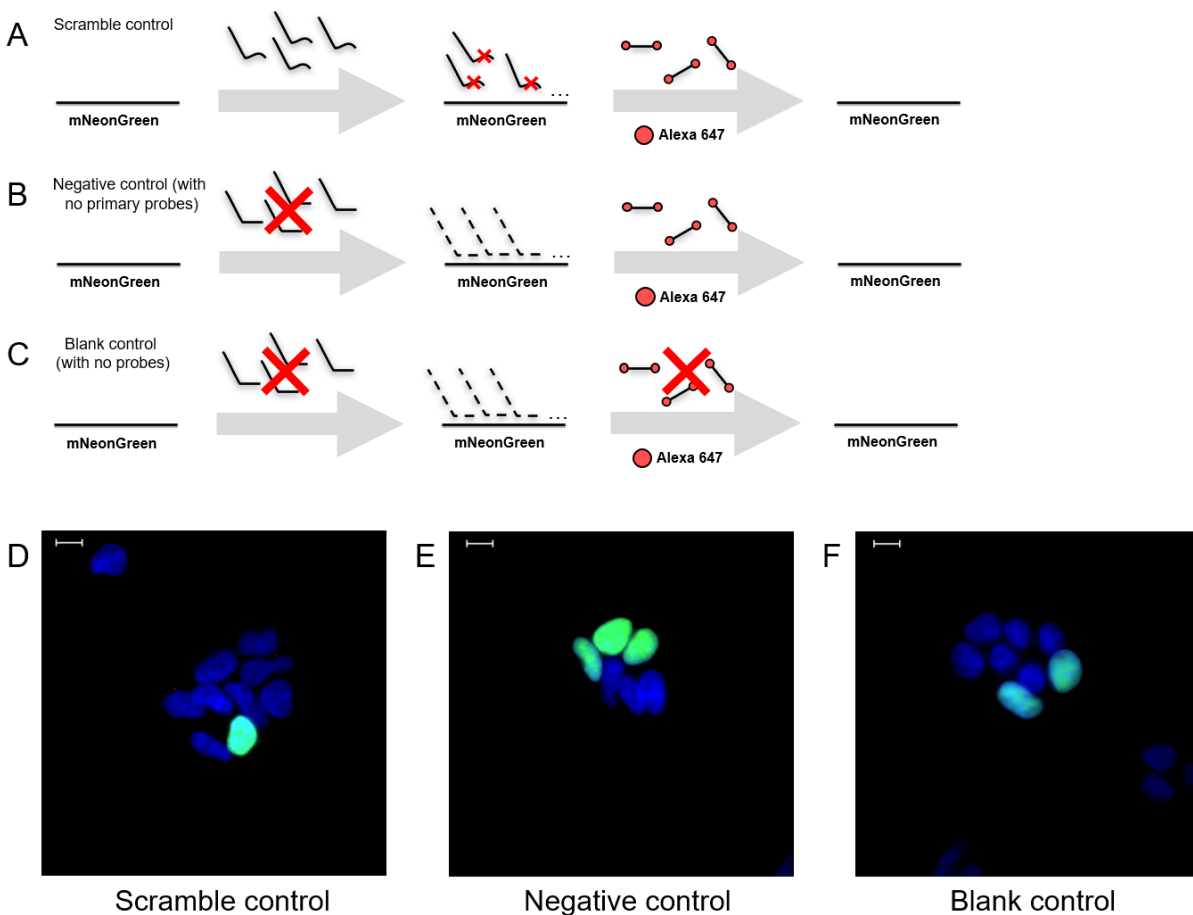 A
Scramble control
mNeonGreen
...
mNeonGreen
Alexa 647
mNeonGreen
B
Negative control (with
no primary probes)
mNeonGreen
...
mNeonGreen
Alexa 647
mNeonGreen
C
Blank control
(with no probes)
mNeonGreen
...
mNeonGreen
Alexa 647
mNeonGreen
D
E
F
Scramble control
Negative control
Blank control